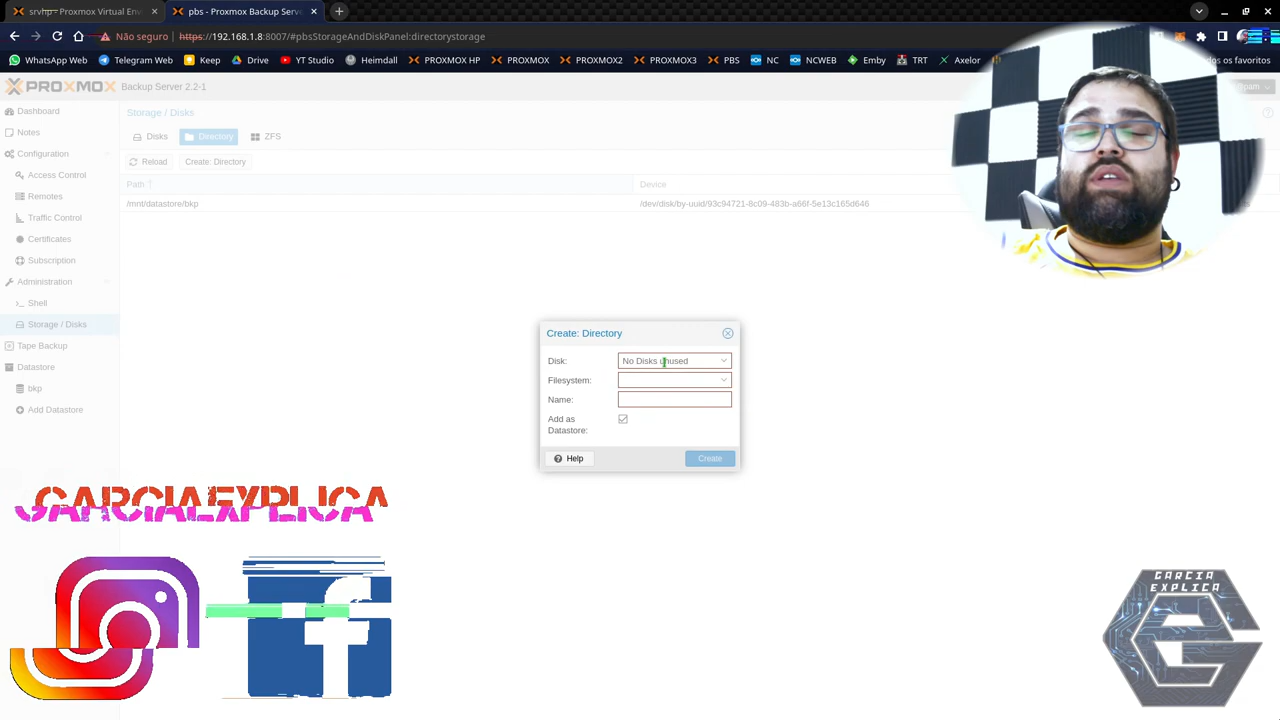 srvhp - Proxmox Virtual Env
pbs - Proxmox Backup Serve
Não seguro
https://192.168.1.8:8007/#pbsStorageAndDiskPanel:directorystorage
WhatsApp Web
Telegram Web
Keep
Drive
YT Studio
Heimdall
PROXMOX HP
PROXMOX
PROXMOX2
PROXMOX3
PBS
NC
NCWEB
Emby
TRT
Axelor
os favoritos
PROXMOX
Backup Server 2.2-1
Dashboard
Notes
Configuration
Access Control
Remotes
Traffic Control
Certificates
Subscription
Administration
Shell
Storage / Disks
Tape Backup
Datastore
bkp
Add Datastore
Storage / Disks
Disks
Directory
ZFS
Reload
Create: Directory
Path
Device
/mnt/datastore/bkp
/dev/disk/by-uuid/93c94721-8c09-483b-a66f-5e13c165d646
Create: Directory
Disk:
No Disks unused
Filesystem:
Name:
Add as
Datastore:
Help
Create
GARCIAEXPLICA
GARCIA
EXPLICA